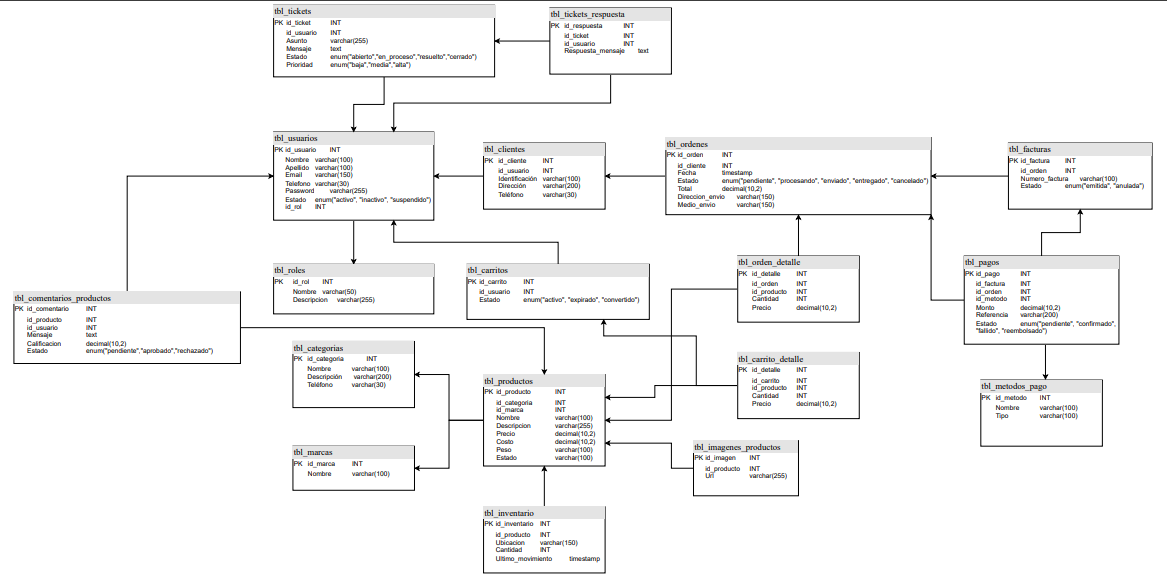 tbl_tickets
PK id_ticket INT
id_usuario INT
Asunto varchar(255)
Mensaje text
Estado enum("abierto","en_proceso","resuelto","cerrado")
Prioridad enum("baja","media","alta")
tbl_tickets_respuesta
PK id_respuesta INT
id_ticket INT
id_usuario INT
Respuesta_mensaje text
tbl_usuarios
PK id_usuario INT
Nombre varchar(100)
Apelido varchar(100)
Email varchar(150)
Telefono varchar(30)
Password varchar(255)
Estado enum("activo", "inactivo", "suspendido")
id_rol INT
tbl_clientes
PK id_cliente INT
id_usuario INT
Identificación varchar(100)
Dirección varchar(200)
Teléfono varchar(30)
tbl_ordenes
PK id_orden INT
id_cliente INT
Fecha timestamp
Estado enum("pendiente", "procesando", "enviado", "entregado", "cancelado")
Total decimal(10,2)
Direccion_envio varchar(150)
Medio_envio varchar(150)
tbl_facturas
PK id_factura INT
id_orden INT
Numero_factura varchar(100)
Estado enum("emitida", "anulada")
tbl_roles
PK id_rol INT
Nombre varchar(50)
Descripcion varchar(255)
tbl_carritos
PK id_carrito INT
id_usuario INT
Estado enum("activo", "expirado", "convertido")
tbl_orden_detalle
PK id_detalle INT
id_orden INT
id_producto INT
Cantidad INT
Precio decimal(10,2)
tbl_pagos
PK id_pago INT
id_factura INT
id_orden INT
id_metodo INT
Monto decimal(10,2)
Referencia varchar(200)
Estado enum("pendiente", "confirmado",
"fallido", "reembolsado")
tbl_comentarios_productos
PK id_comentario INT
id_producto INT
id_usuario INT
Mensaje text
Calificacion decimal(10,2)
Estado enum("pendiente","aprobado","rechazado")
tbl_categorias
PK id_categoria INT
Nombre varchar(100)
Descripción varchar(200)
Teléfono varchar(30)
tbl_productos
PK id_producto INT
id_categoria INT
id_marca INT
Nombre varchar(100)
Descripcion varchar(255)
Precio decimal(10,2)
Costo decimal(10,2)
Peso varchar(100)
Estado varchar(100)
tbl_carrito_detalle
PK id_detalle INT
id_carrito INT
id_producto INT
Cantidad INT
Precio decimal(10,2)
tbl_metodos_pago
PK id_metodo INT
Nombre varchar(100)
Tipo varchar(100)
tbl_marcas
PK id_marca INT
Nombre varchar(100)
tbl_imagenes_productos
PK id_imagen INT
id_producto INT
Url varchar(255)
tbl_inventario
PK id_inventario INT
id_producto INT
Ubicacion varchar(150)
Cantidad INT
Ultimo_movimiento timestamp